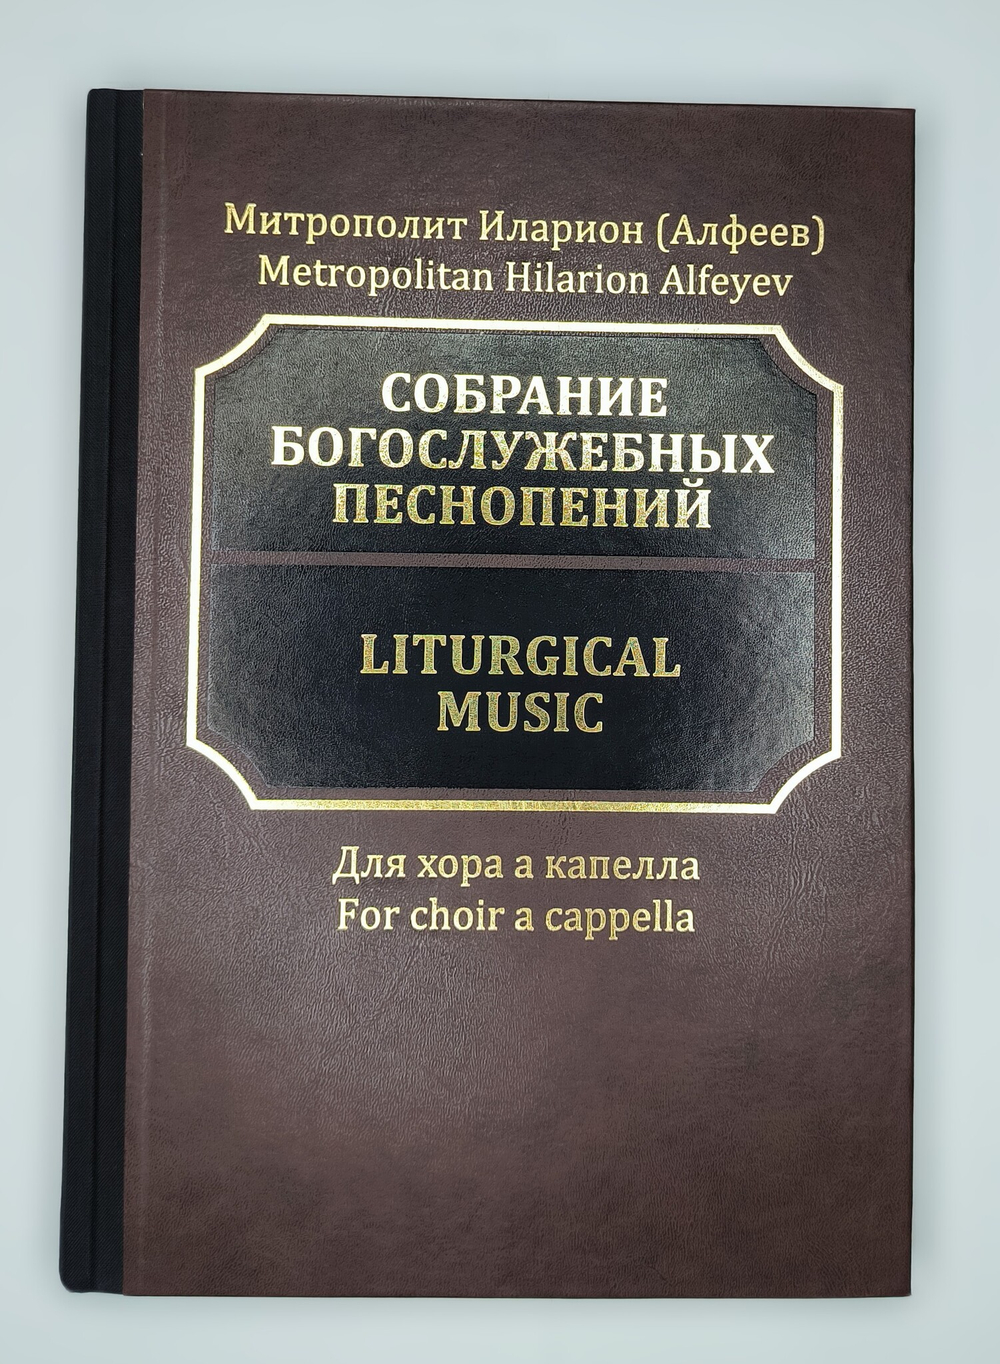 Митрополит Иларион (Алфеев)
Metropolitan Hilarion Alfeyev
СОБРАНИЕ
БОГОСЛУЖЕБНЫХ
ПЕСНОПЕНИЙ
LITURGICAL
MUSIC
Для хора а капелла
For choir a cappella